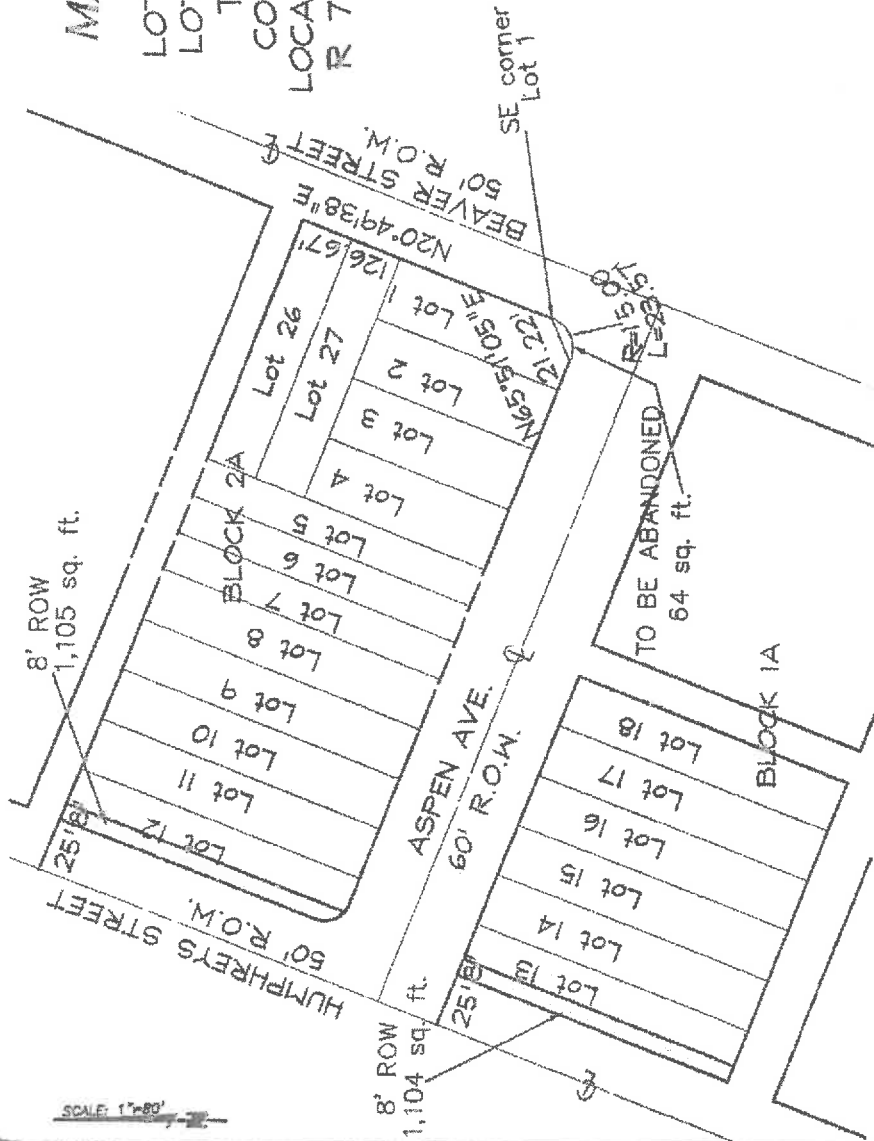 MA
LOT
LOT
T
CO
LOCA
R 7
SE corner
Lot 1
BEAVER STREET
50' R.O.W.
N20°49'38"E
126.67'
Lot 26
Lot 27
Lot 1
Lot 2
Lot 3
Lot 4
Lot 5
Lot 6
Lot 7
Lot 8
Lot 9
Lot 10
Lot 11
Lot 12
BLOCK 2A
N65°51'05"E
21.22'
R=15.00
L=23.57
8' ROW
1,105 sq. ft.
25'
8'
HUMPHREYS STREET
50' R.O.W.
ASPEN AVE.
60' R.O.W.
TO BE ABANDONED
64 sq. ft.
BLOCK 1A
Lot 18
Lot 17
Lot 16
Lot 15
Lot 14
Lot 13
25'
8'
8' ROW
1,104 sq. ft.
SCALE: 1"=80'